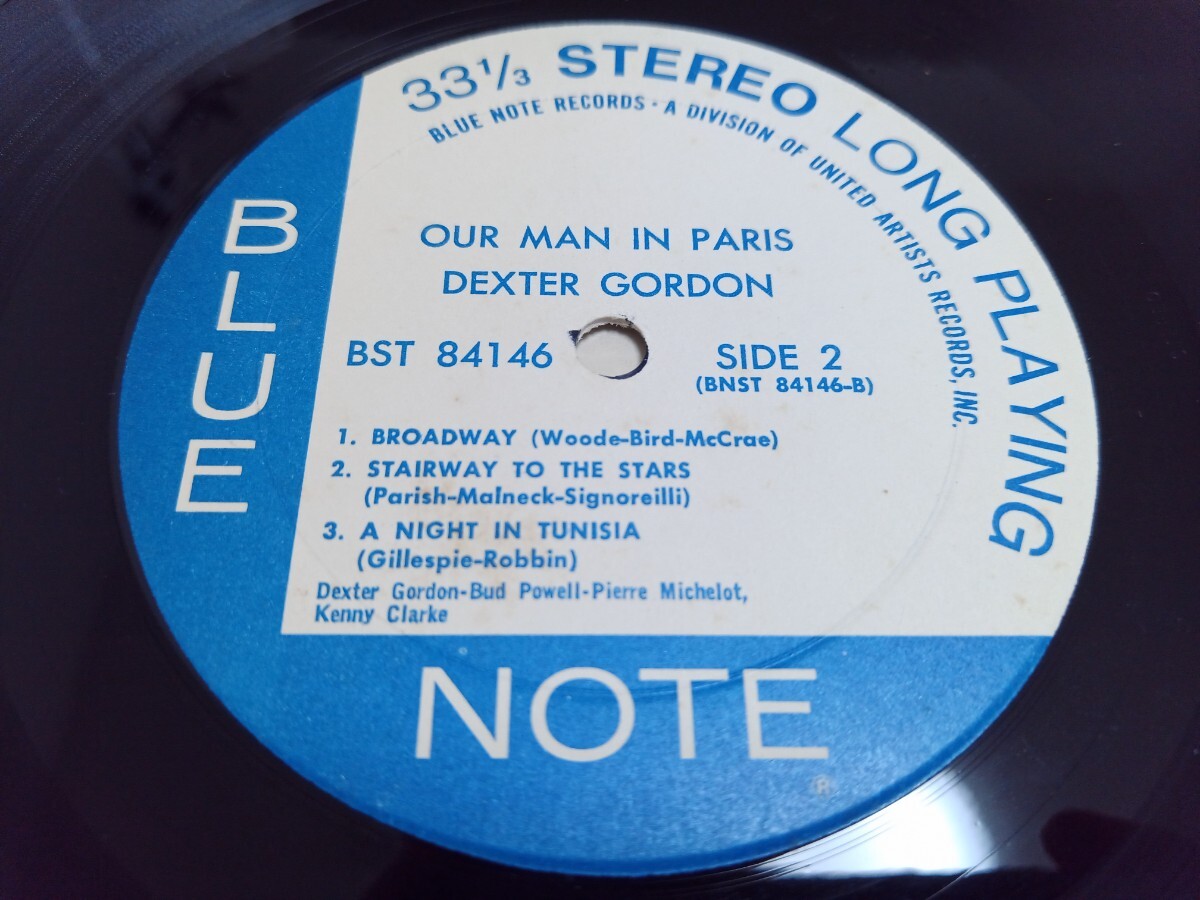 33 1/3 STEREO LONG PLAYING
BLUE NOTE RECORDS · A DIVISION OF UNITED ARTISTS RECORDS, INC.
OUR MAN IN PARIS
DEXTER GORDON
BST 84146
SIDE 2
(BNST 84146-B)
1. BROADWAY (Woode-Bird-McCrae)
2. STAIRWAY TO THE STARS
(Parish-Malneck-Signoreilli)
3. A NIGHT IN TUNISIA
(Gillespie-Robbin)
Dexter Gordon-Bud Powell-Pierre Michelot,
Kenny Clarke
BLUE
NOTE
®